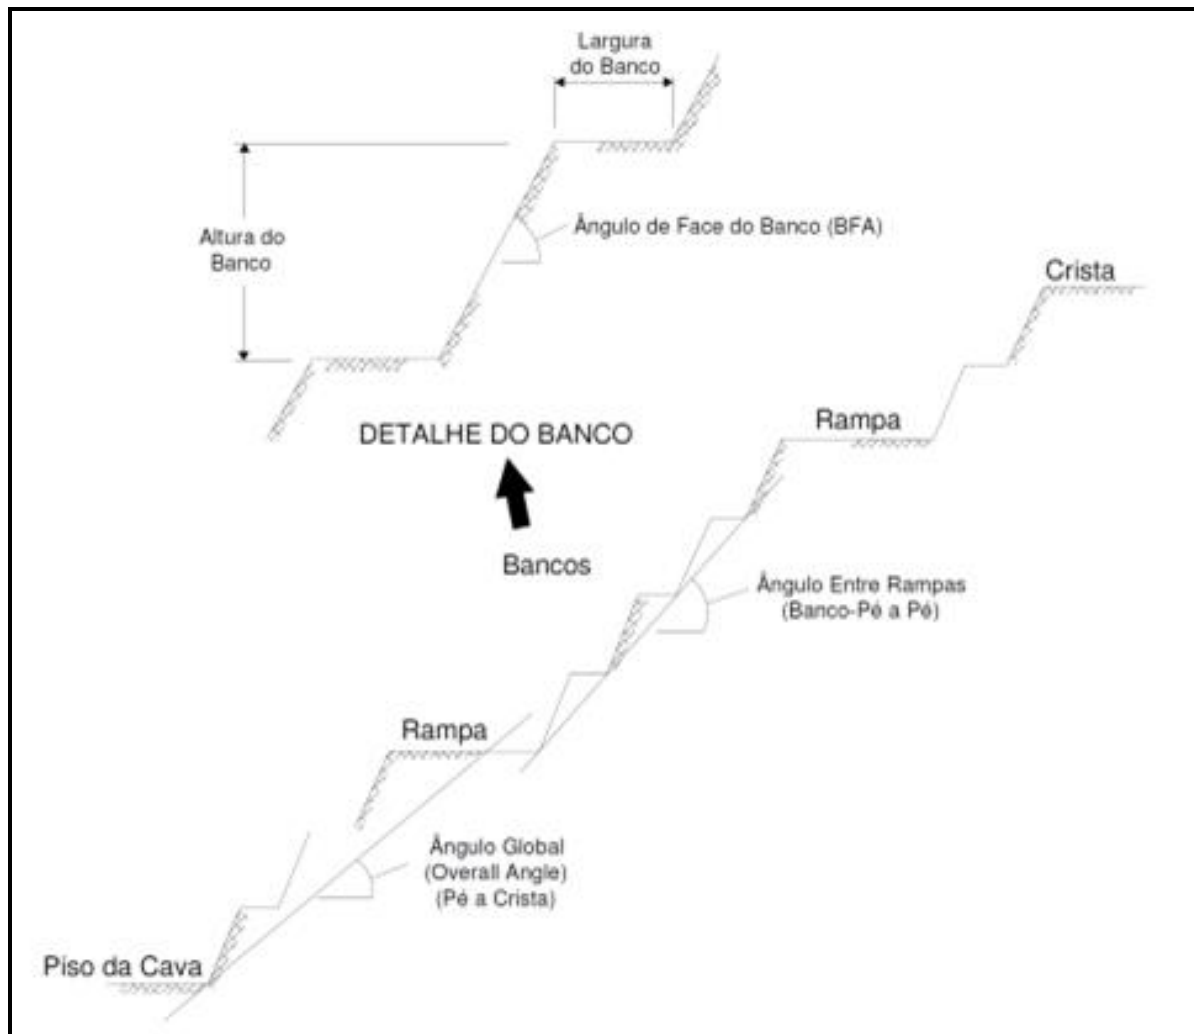 Largura
do Banco
Ângulo de Face do Banco (BFA)
Altura do
Banco
Crista
Rampa
DETALHE DO BANCO
Bancos
Ângulo Entre Rampas
(Banco-Pé a Pé)
Rampa
Ângulo Global
(Overall Angle)
(Pé a Crista)
Piso da Cava